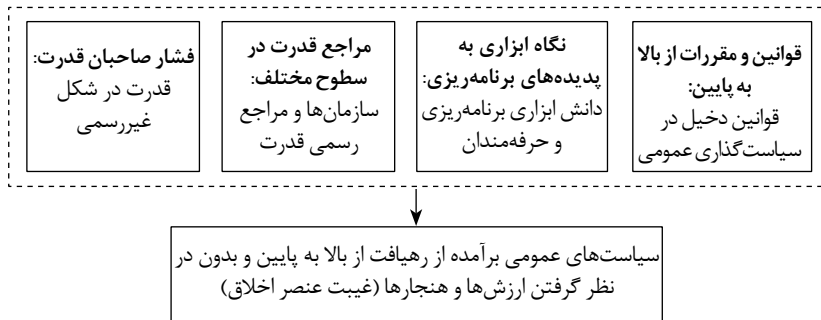 قوانین و مقررات از بالا
به پایین:
قوانین دخیل در
سیاست‌گذاری عمومی
نگاه ابزاری به
پدیده‌های برنامه‌ریزی:
دانش ابزاری برنامه‌ریزی
و حرفه‌مندان
مراجع قدرت در
سطوح مختلف:
سازمان‌ها و مراجع
رسمی قدرت
فشار صاحبان قدرت:
قدرت در شکل
غیررسمی
سیاست‌های عمومی برآمده از رهیافت از بالا به پایین و بدون در
نظر گرفتن ارزش‌ها و هنجارها (غیبت عنصر اخلاق)